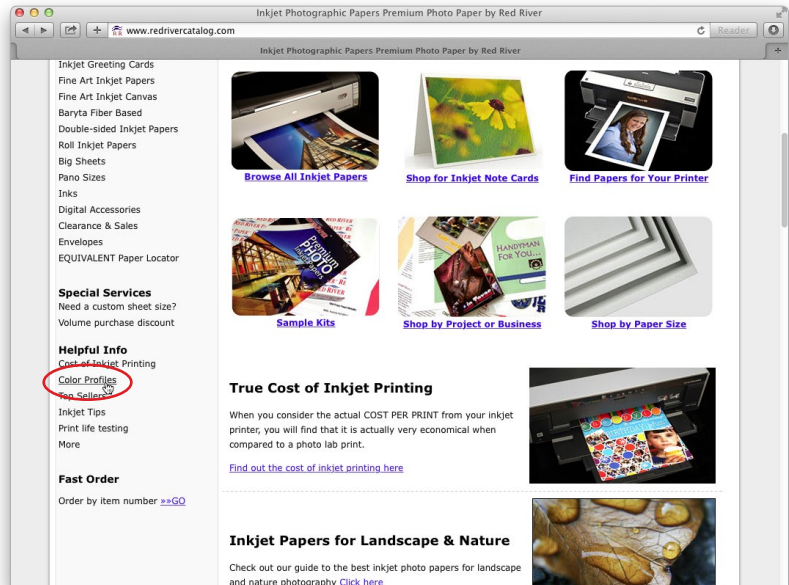 Inkjet Photographic Papers Premium Photo Paper by Red River
www.redrivercatalog.com
Reader
Inkjet Photographic Papers Premium Photo Paper by Red River
Inkjet Greeting Cards
Fine Art Inkjet Papers
Fine Art Inkjet Canvas
Baryta Fiber Based
Double-sided Inkjet Papers
Roll Inkjet Papers
Big Sheets
Pano Sizes
Inks
Digital Accessories
Clearance & Sales
Envelopes
EQUIVALENT Paper Locator
Special Services
Need a custom sheet size?
Volume purchase discount
Helpful Info
Cost of Inkjet Printing
Color Profiles
Top Sellers
Inkjet Tips
Print life testing
More
Fast Order
Order by item number »»GO
Browse All Inkjet Papers
Shop for Inkjet Note Cards
Find Papers for Your Printer
Premium
PHOTO
Inkjet Papers
HANDYMAN
FOR YOU...
Sample Kits
Shop by Project or Business
Shop by Paper Size
True Cost of Inkjet Printing
When you consider the actual COST PER PRINT from your inkjet
printer, you will find that it is actually very economical when
compared to a photo lab print.
Find out the cost of inkjet printing here
BIRTHDAY
Inkjet Papers for Landscape & Nature
Check out our guide to the best inkjet photo papers for landscape
and nature photography Click here